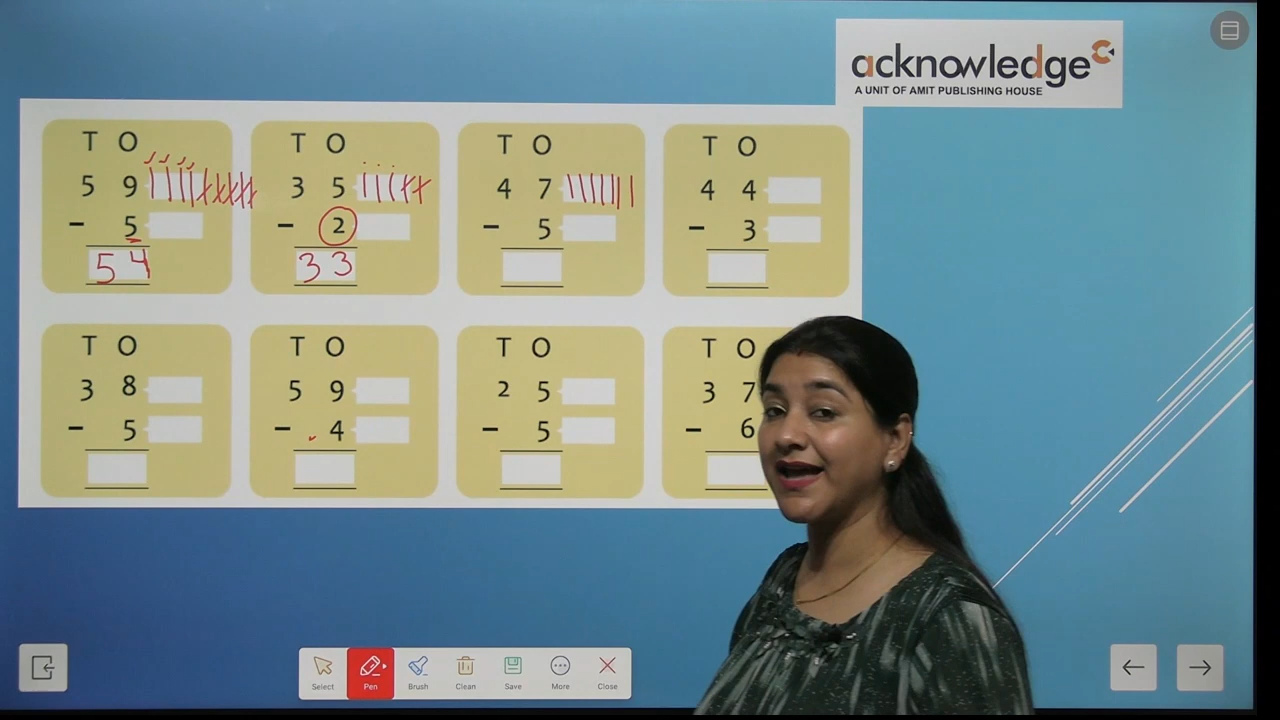 acknowledge
A UNIT OF AMIT PUBLISHING HOUSE
T O
5 9
- 5
5 4
T O
3 5
- 2
3 3
T O
4 7
- 5
T O
4 4
- 3
T O
3 8
- 5
T O
5 9
- 4
T O
2 5
- 5
T O
3 7
- 6
Select Pen Brush Clean Save More Close